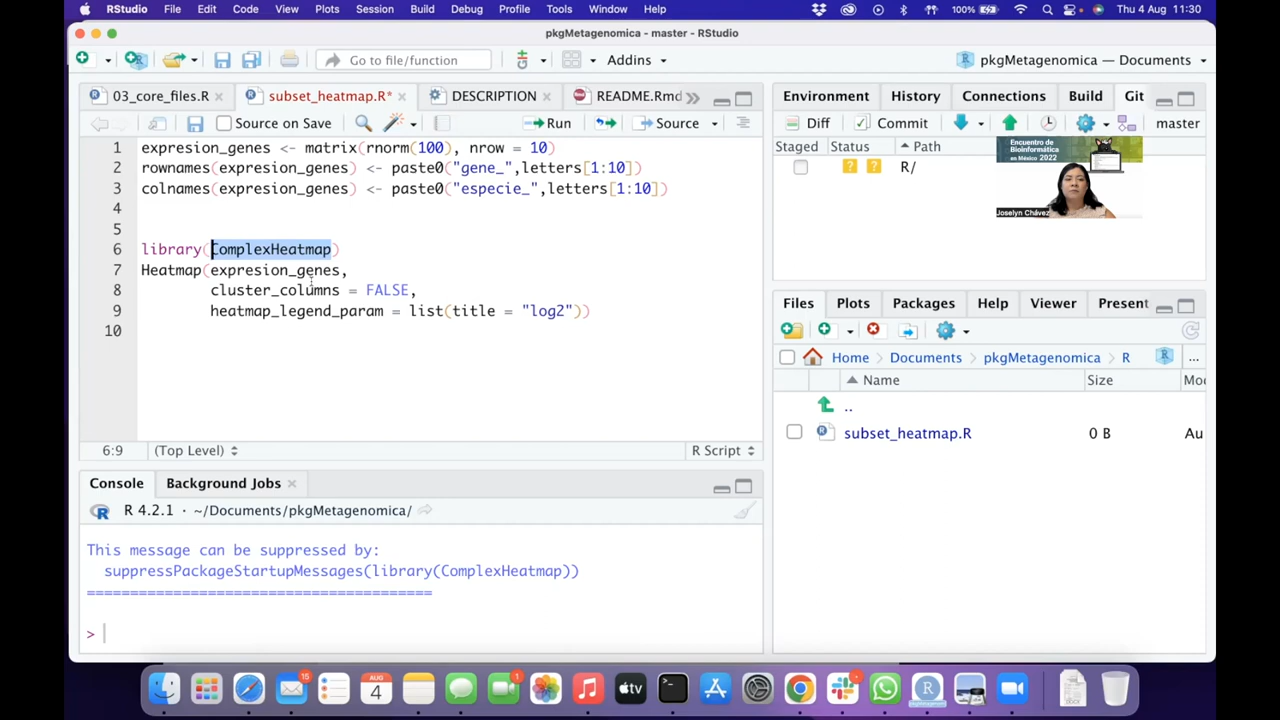 RStudio File Edit Code View Plots Session Build Debug Profile Tools Window Help 100% Thu 4 Aug 11:30
pkgMetagenomica - master - RStudio
Go to file/function Addins pkgMetagenomica — Documents
03_core_files.R subset_heatmap.R* DESCRIPTION README.Rmd
Source on Save Run Source
1 expresion_genes <- matrix(rnorm(100), nrow = 10)
2 rownames(expresion_genes) <- paste0("gene_",letters[1:10])
3 colnames(expresion_genes) <- paste0("especie_",letters[1:10])
4
5
6 library(ComplexHeatmap)
7 Heatmap(expresion_genes,
8 cluster_columns = FALSE,
9 heatmap_legend_param = list(title = "log2"))
10
6:9 (Top Level) R Script
Console Background Jobs
R 4.2.1 · ~/Documents/pkgMetagenomica/
This message can be suppressed by:
suppressPackageStartupMessages(library(ComplexHeatmap))
========================================
>
Environment History Connections Build Git
Diff Commit master
Staged Status Path
? ? R/
Encuentro de
Bioinformática
en México 2022
Joselyn Chávez
Files Plots Packages Help Viewer Present
Home Documents pkgMetagenomica R ...
Name Size Mo
..
subset_heatmap.R 0 B Au
AUG
4
15
1
tv